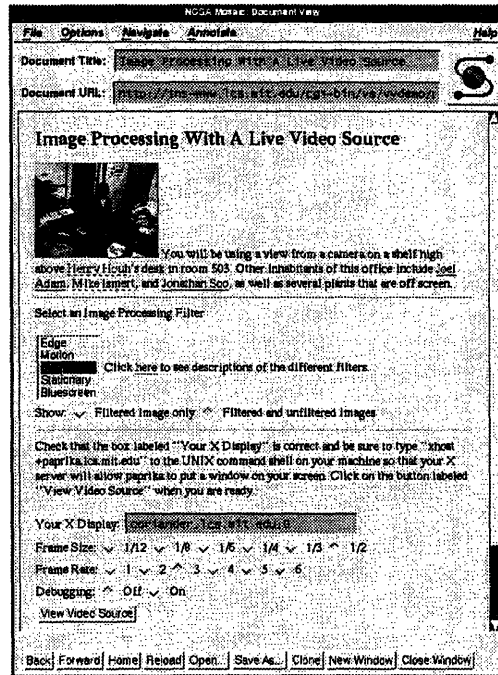 NCSA Mosaic: Document View
File Options Navigate Annotate Help
Document Title: Image Processing With A Live Video Source
Document URL: http://tns-www.lcs.mit.edu/cgi-bin/vs/vvdemo/
Image Processing With A Live Video Source
You will be using a view from a camera on a shelf high
above Henry Houh's desk in room 503. Other inhabitants of this office include Joel
Adam, Mike Ismert, and Jonathan Soo, as well as several plants that are off screen.
Select an Image Processing Filter
Edge
Motion
Stationary
Bluescreen
Click here to see descriptions of the different filters.
Show: Filtered image only Filtered and unfiltered images
Check that the box labeled "Your X Display" is correct and be sure to type "xhost
+paprika.lcs.mit.edu" to the UNIX command shell on your machine so that your X
server will allow paprika to put a window on your screen. Click on the button labeled
"View Video Source" when you are ready.
Your X Display: coriander.lcs.mit.edu:0
Frame Size: 1/12 1/8 1/6 1/4 1/3 1/2
Frame Rate: 1 2 3 4 5 6
Debugging: Off On
View Video Source
Back Forward Home Reload Open... Save As... Clone New Window Close Window